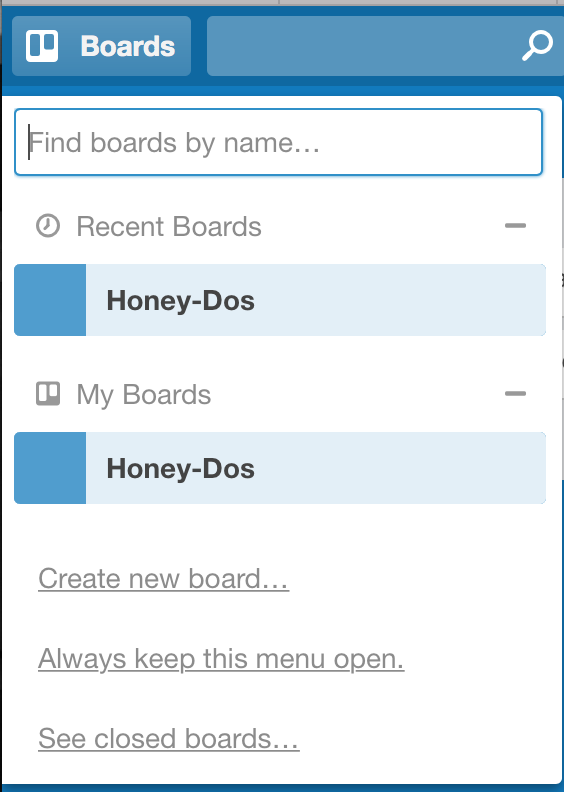 Boards
Find boards by name…
Recent Boards
Honey-Dos
My Boards
Honey-Dos
Create new board…
Always keep this menu open.
See closed boards…